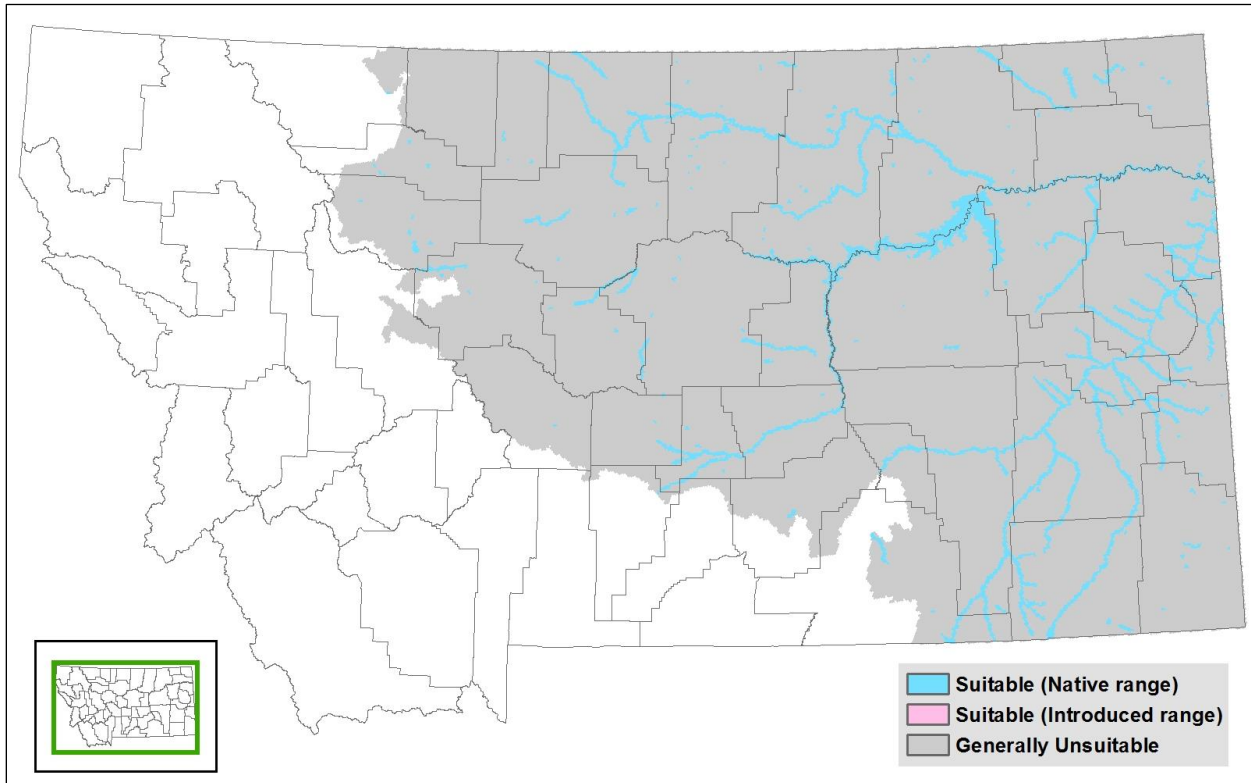 Suitable (Native range)
Suitable (Introduced range)
Generally Unsuitable